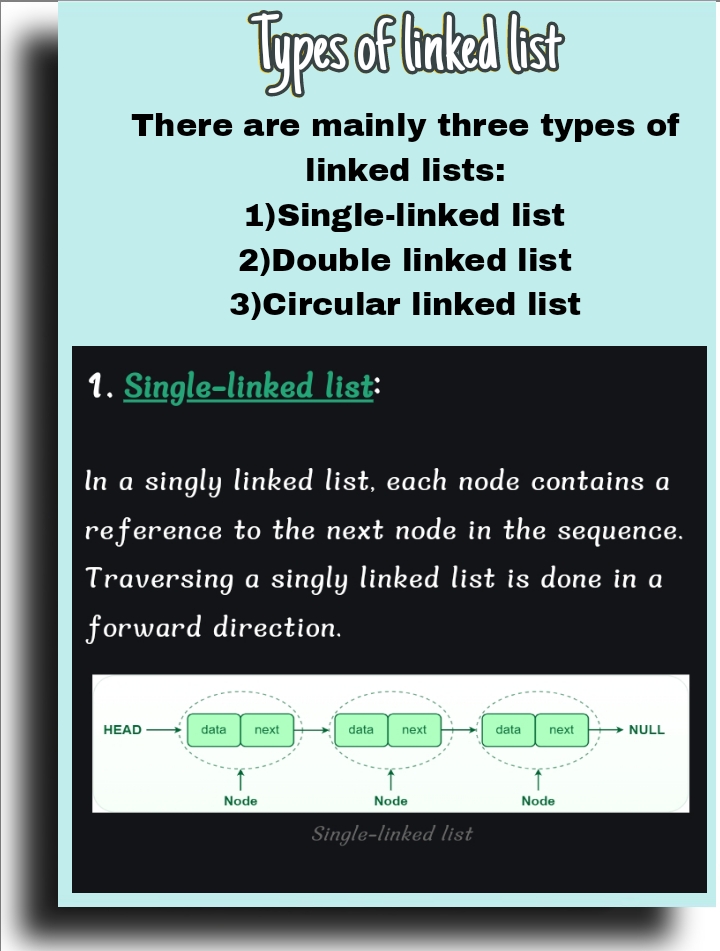 Types of linked list
There are mainly three types of
linked lists:
1)Single-linked list
2)Double linked list
3)Circular linked list
1. Single-linked list:
In a singly linked list, each node contains a
reference to the next node in the sequence.
Traversing a singly linked list is done in a
forward direction.
HEAD data next data next data next NULL
Node Node Node
Single-linked list